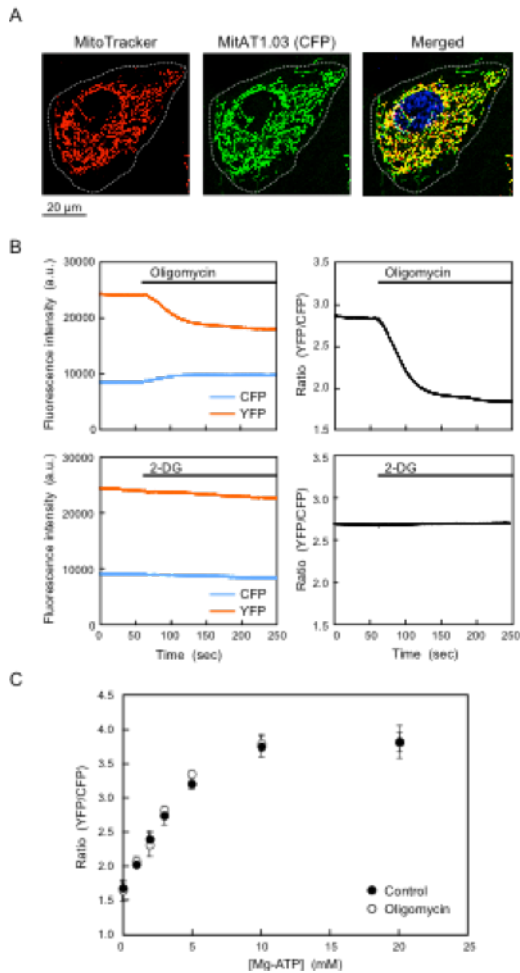 A
MitoTracker
MitAT1.03 (CFP)
Merged
20 µm
B
Fluorescence intensity (a.u.)
30000
20000
10000
0
Oligomycin
CFP
YFP
Ratio (YFP/CFP)
3.5
3.0
2.5
2.0
1.5
Oligomycin
Fluorescence intensity (a.u.)
30000
20000
10000
0
2-DG
CFP
YFP
0 50 100 150 200 250
Time (sec)
Ratio (YFP/CFP)
3.5
3.0
2.5
2.0
1.5
2-DG
0 50 100 150 200 250
Time (sec)
C
Ratio (YFP/CFP)
4.5
4.0
3.5
3.0
2.5
2.0
1.5
1.0
Control
Oligomycin
0 5 10 15 20 25
[Mg-ATP] (mM)